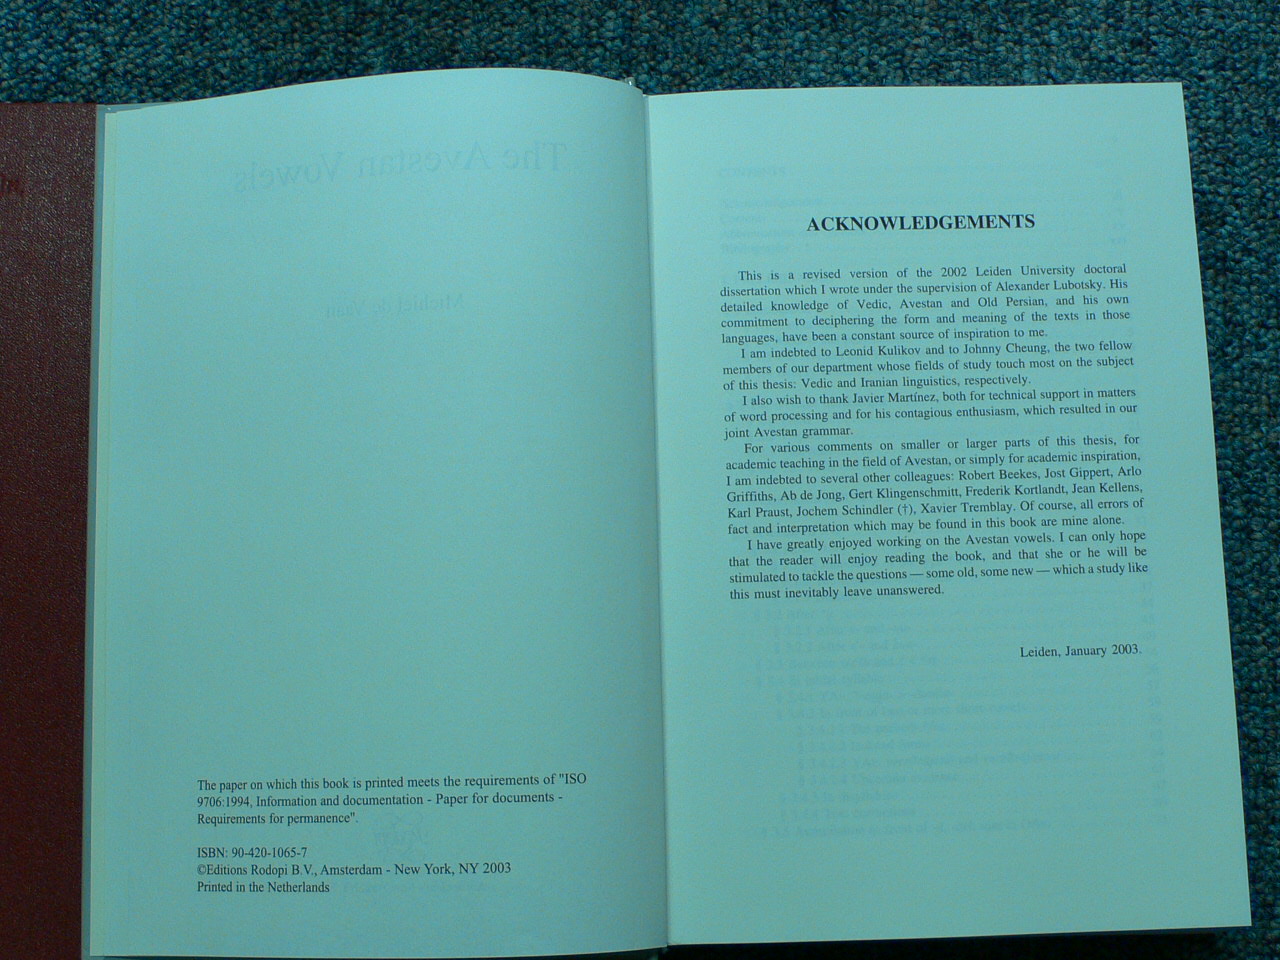 The Avestan Vowels
Michiel de Vaan
The paper on which this book is printed meets the requirements of "ISO
9706:1994, Information and documentation - Paper for documents -
Requirements for permanence".
ISBN: 90-420-1065-7
©Editions Rodopi B.V., Amsterdam - New York, NY 2003
Printed in the Netherlands
ACKNOWLEDGEMENTS
This is a revised version of the 2002 Leiden University doctoral
dissertation which I wrote under the supervision of Alexander Lubotsky. His
detailed knowledge of Vedic, Avestan and Old Persian, and his own
commitment to deciphering the form and meaning of the texts in those
languages, have been a constant source of inspiration to me.
I am indebted to Leonid Kulikov and to Johnny Cheung, the two fellow
members of our department whose fields of study touch most on the subject
of this thesis: Vedic and Iranian linguistics, respectively.
I also wish to thank Javier Martínez, both for technical support in matters
of word processing and for his contagious enthusiasm, which resulted in our
joint Avestan grammar.
For various comments on smaller or larger parts of this thesis, for
academic teaching in the field of Avestan, or simply for academic inspiration,
I am indebted to several other colleagues: Robert Beekes, Jost Gippert, Arlo
Griffiths, Ab de Jong, Gert Klingenschmitt, Frederik Kortlandt, Jean Kellens,
Karl Praust, Jochem Schindler (†), Xavier Tremblay. Of course, all errors of
fact and interpretation which may be found in this book are mine alone.
I have greatly enjoyed working on the Avestan vowels. I can only hope
that the reader will enjoy reading the book, and that she or he will be
stimulated to tackle the questions — some old, some new — which a study like
this must inevitably leave unanswered.
Leiden, January 2003.